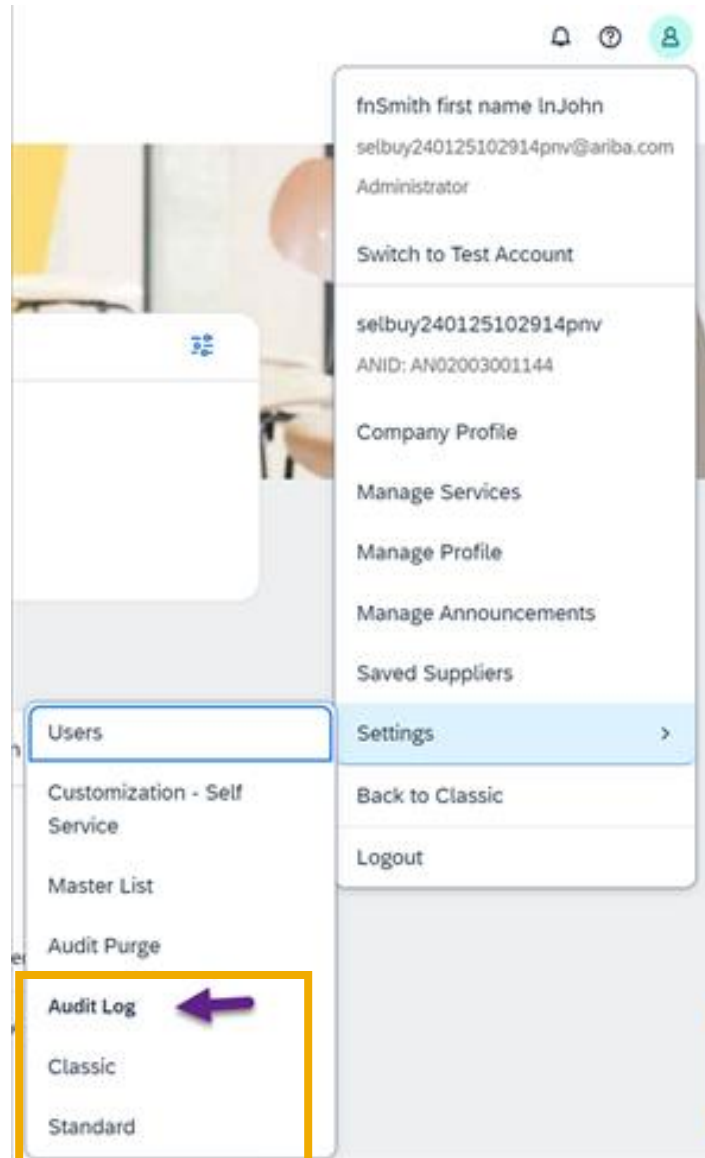 fnSmith first name lnJohn
selbuy240125102914pnv@ariba.com
Administrator
Switch to Test Account
selbuy240125102914pnv
ANID: AN02003001144
Company Profile
Manage Services
Manage Profile
Manage Announcements
Saved Suppliers
Settings
Back to Classic
Logout
Users
Customization - Self
Service
Master List
Audit Purge
Audit Log
Classic
Standard